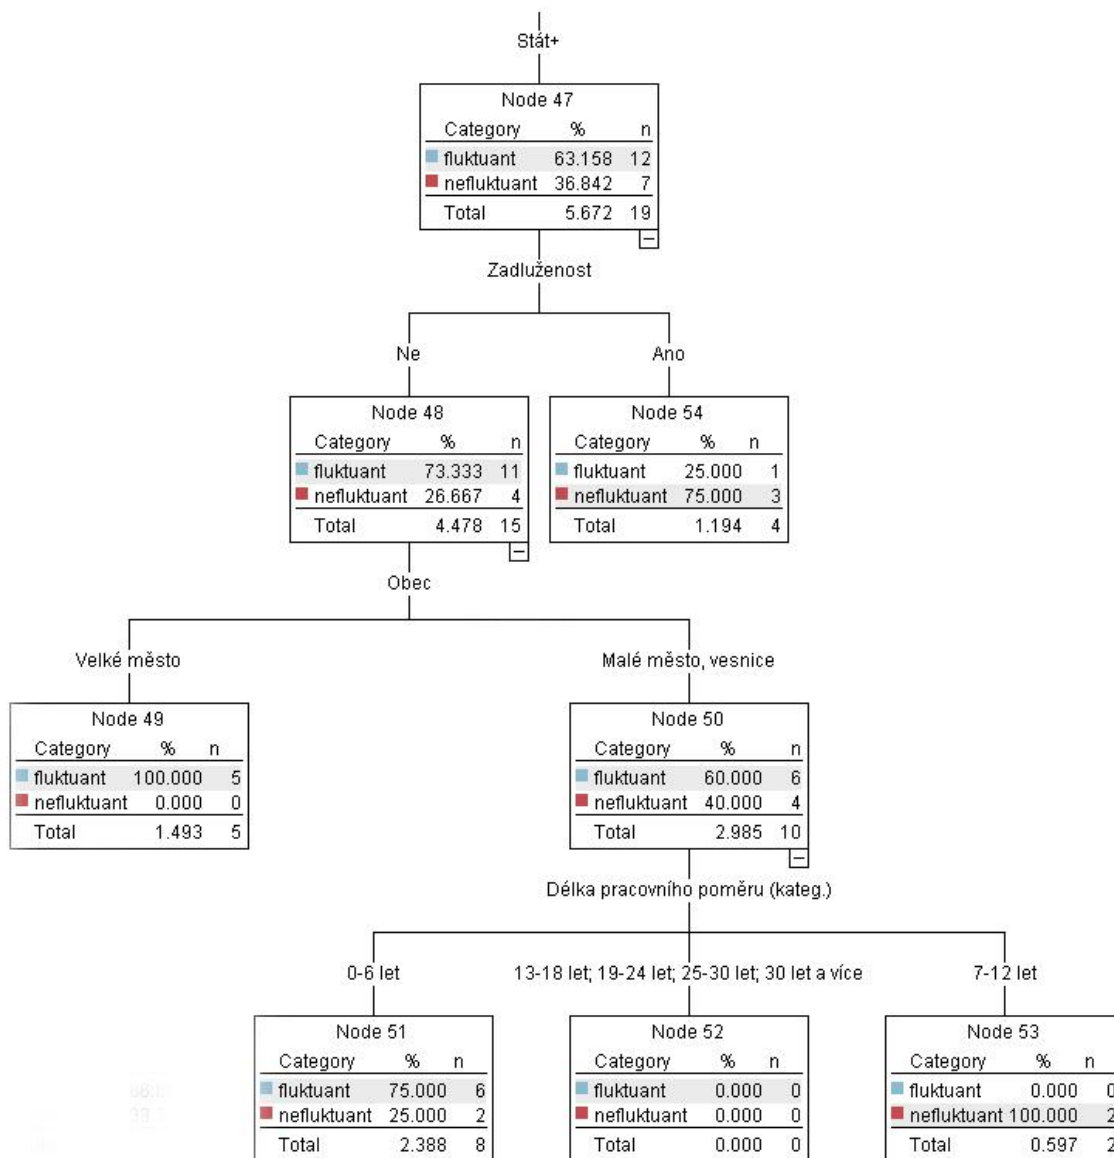 Stát+
Node 47
Category % n
fluktuant 63.158 12
nefluktuant 36.842 7
Total 5.672 19
Zadluženost
Ne Ano
Node 48
Category % n
fluktuant 73.333 11
nefluktuant 26.667 4
Total 4.478 15
Node 54
Category % n
fluktuant 25.000 1
nefluktuant 75.000 3
Total 1.194 4
Obec
Velké město Malé město, vesnice
Node 49
Category % n
fluktuant 100.000 5
nefluktuant 0.000 0
Total 1.493 5
Node 50
Category % n
fluktuant 60.000 6
nefluktuant 40.000 4
Total 2.985 10
Délka pracovního poměru (kateg.)
0-6 let 13-18 let; 19-24 let; 25-30 let; 30 let a více 7-12 let
Node 51
Category % n
fluktuant 75.000 6
nefluktuant 25.000 2
Total 2.388 8
Node 52
Category % n
fluktuant 0.000 0
nefluktuant 0.000 0
Total 0.000 0
Node 53
Category % n
fluktuant 0.000 0
nefluktuant 100.000 2
Total 0.597 2